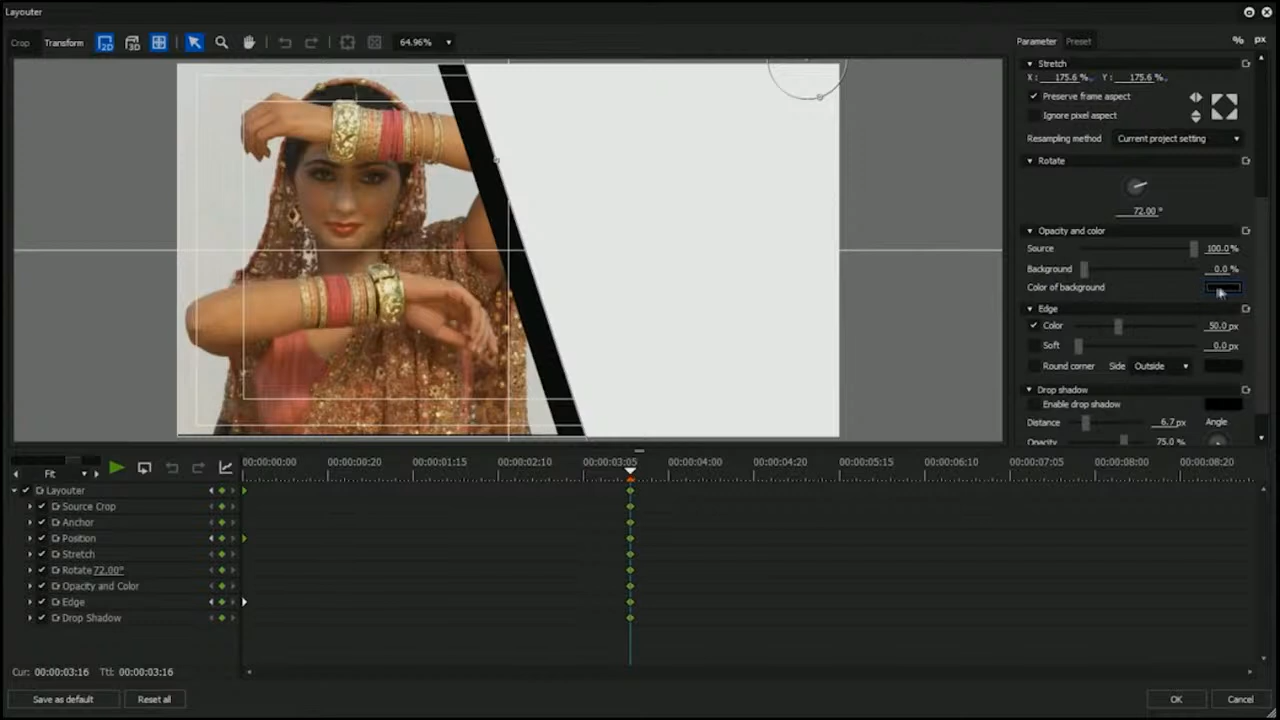 Layouter
Crop Transform 2D 3D 64.96% Parameter Preset % px
Stretch
X : 175.6 % Y : 175.6 %
Preserve frame aspect
Ignore pixel aspect
Resampling method Current project setting
Rotate
72.00 °
Opacity and color
Source 100.0 %
Background 0.0 %
Color of background
Edge
Color 50.0 px
Soft 0.0 px
Round corner Side Outside
Drop shadow
Enable drop shadow
Distance 6.7 px Angle
Opacity 75.0 %
Fit 00:00:00:00 00:00:00:20 00:00:01:15 00:00:02:10 00:00:03:05 00:00:04:00 00:00:04:20 00:00:05:15 00:00:06:10 00:00:07:05 00:00:08:00 00:00:08:20
Layouter
Source Crop
Anchor
Position
Stretch
Rotate 72.00°
Opacity and Color
Edge
Drop Shadow
Cur: 00:00:03:16 Ttl: 00:00:03:16
Save as default Reset all OK Cancel